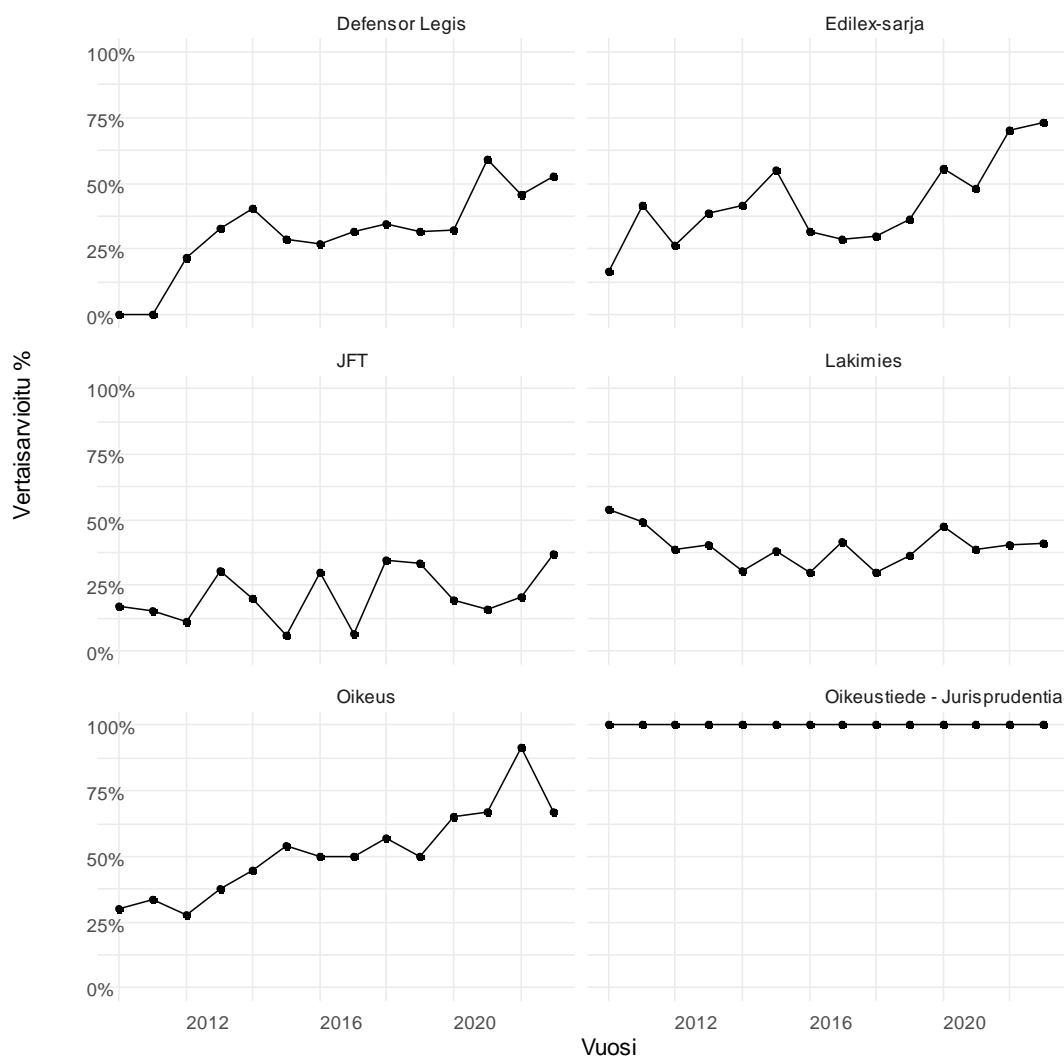 Defensor Legis
Edilex-sarja
100%
75%
50%
25%
0%
JFT
Lakimies
100%
75%
50%
25%
0%
Vertaisarvioitu %
Oikeus
Oikeustiede - Jurisprudentia
100%
75%
50%
25%
0%
2012 2016 2020
2012 2016 2020
Vuosi